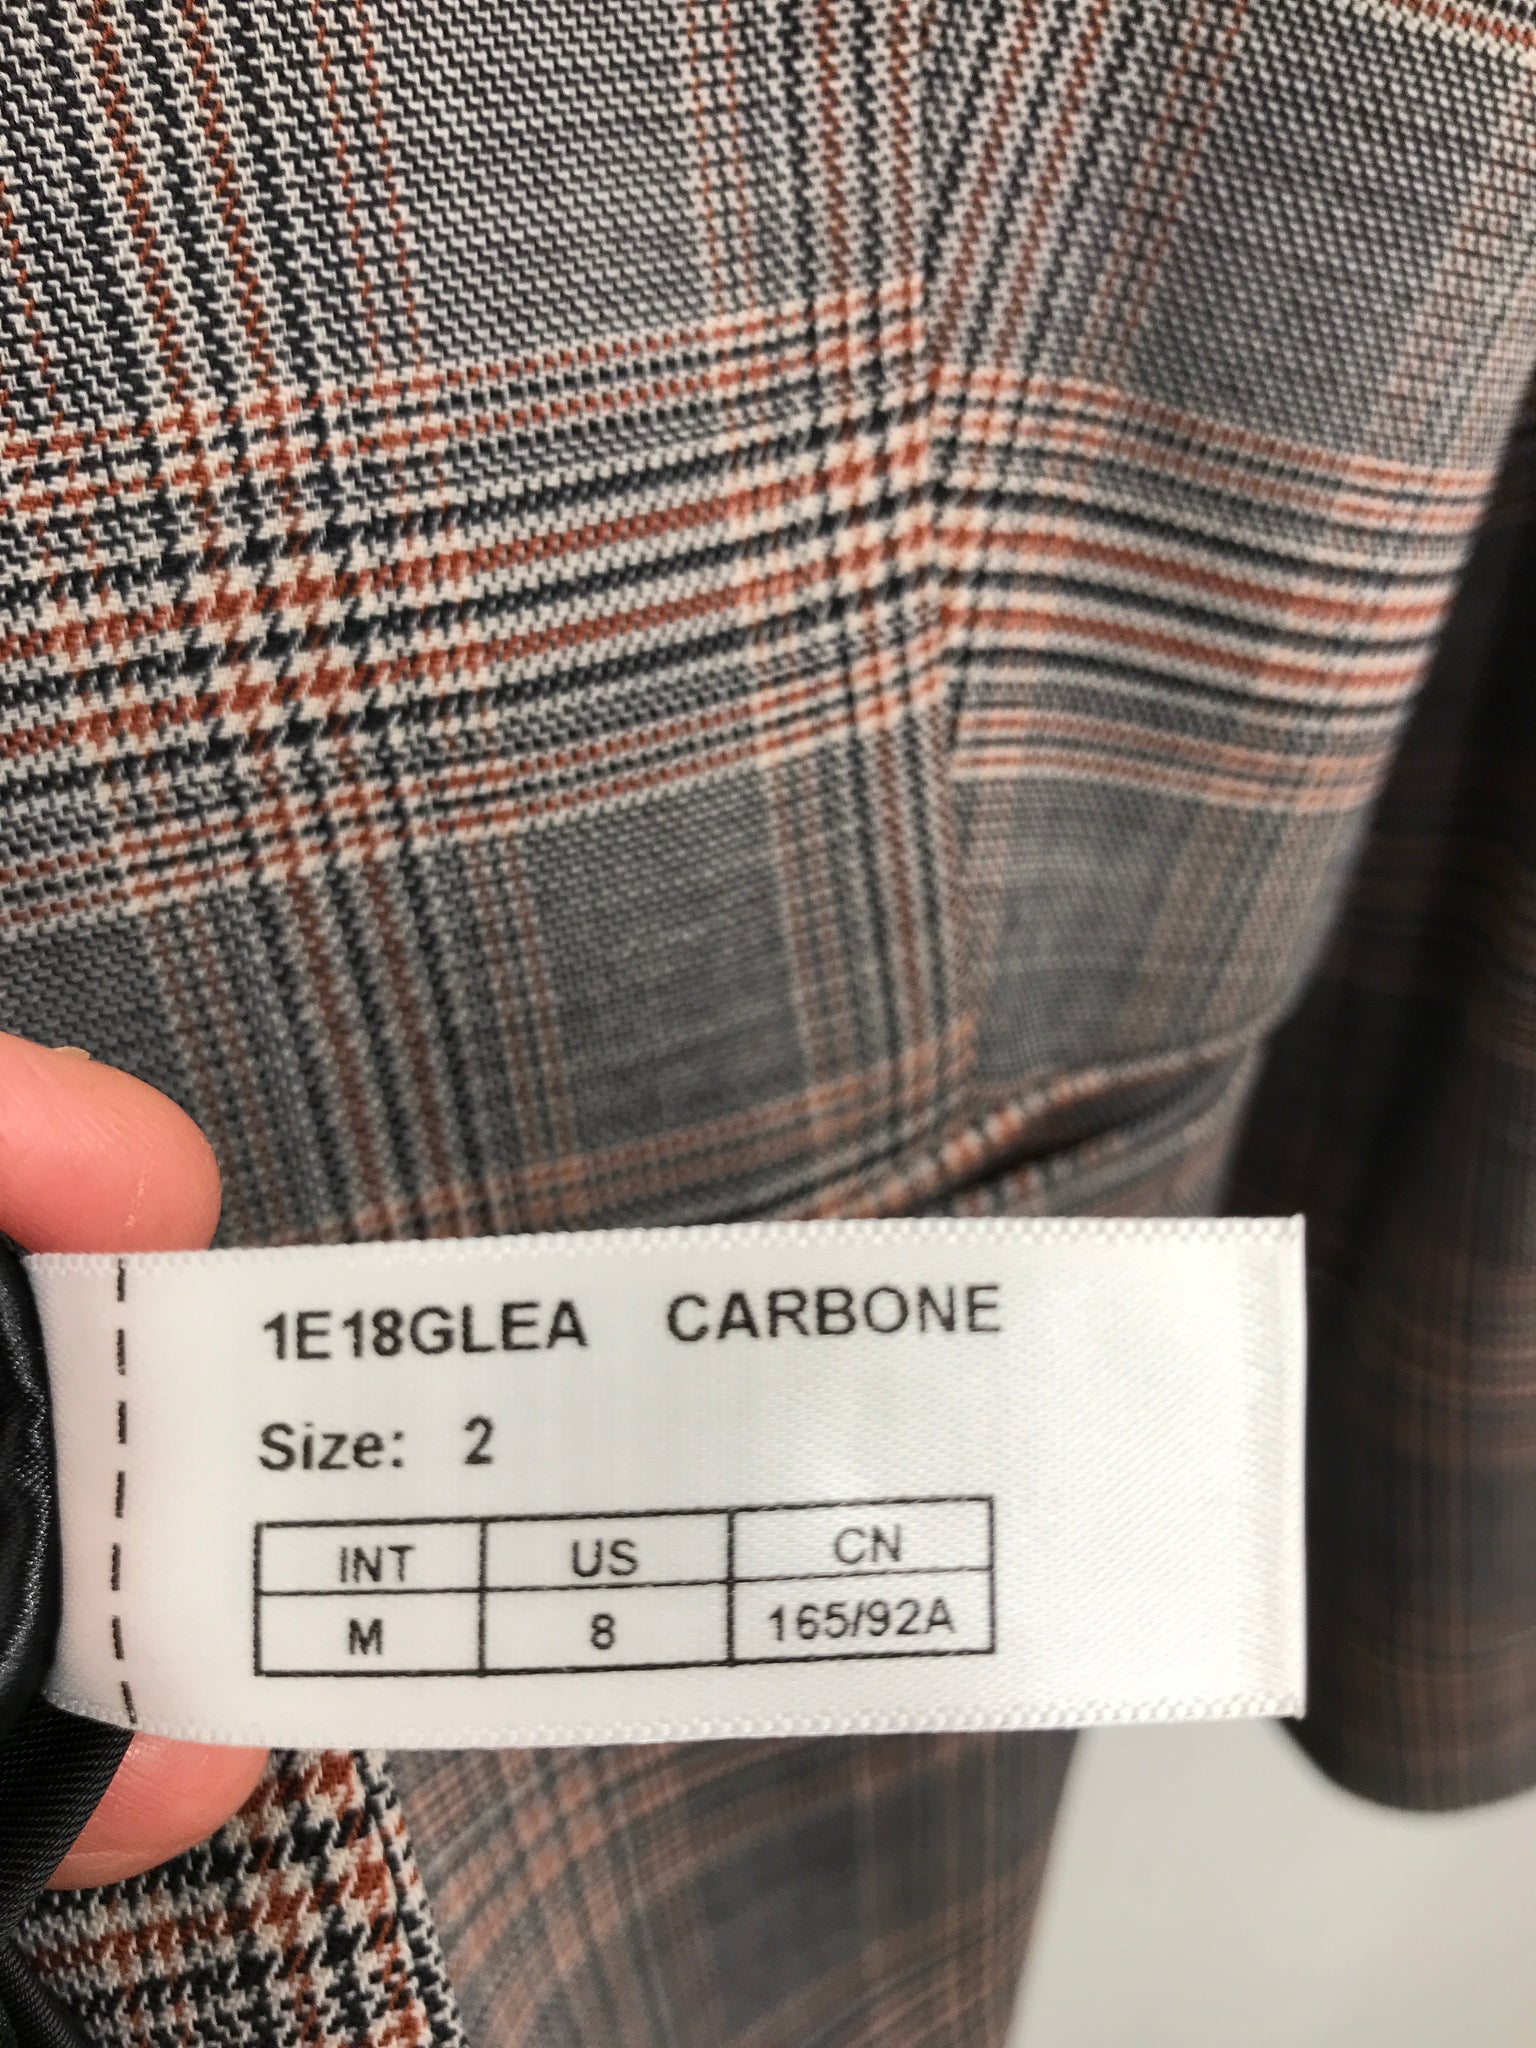 1E18GLEA CARBONE
Size: 2
INT US CN
M 8 165/92A